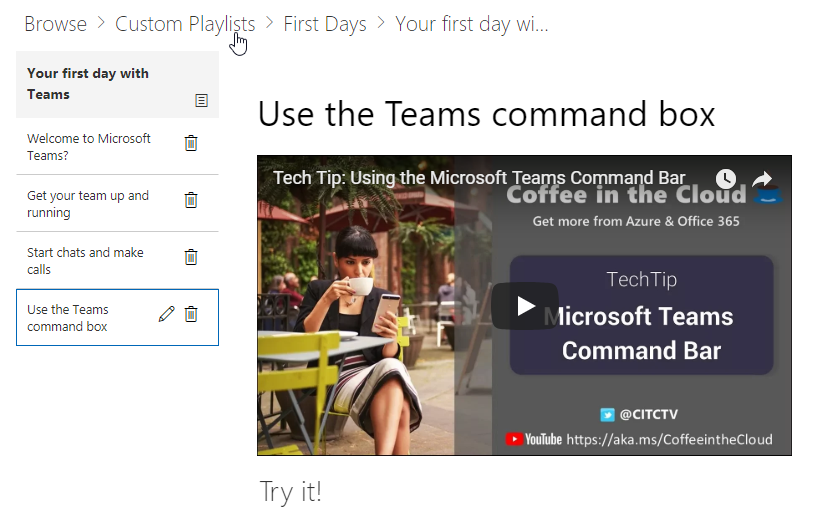 Browse > Custom Playlists > First Days > Your first day wi...
Your first day with
Teams
Welcome to Microsoft
Teams?
Get your team up and
running
Start chats and make
calls
Use the Teams
command box
Use the Teams command box
Tech Tip: Using the Microsoft Teams Command Bar
Coffee in the Cloud
Get more from Azure & Office 365
TechTip
Microsoft Teams
Command Bar
@CITCTV
YouTube https://aka.ms/CoffeeintheCloud
Try it!